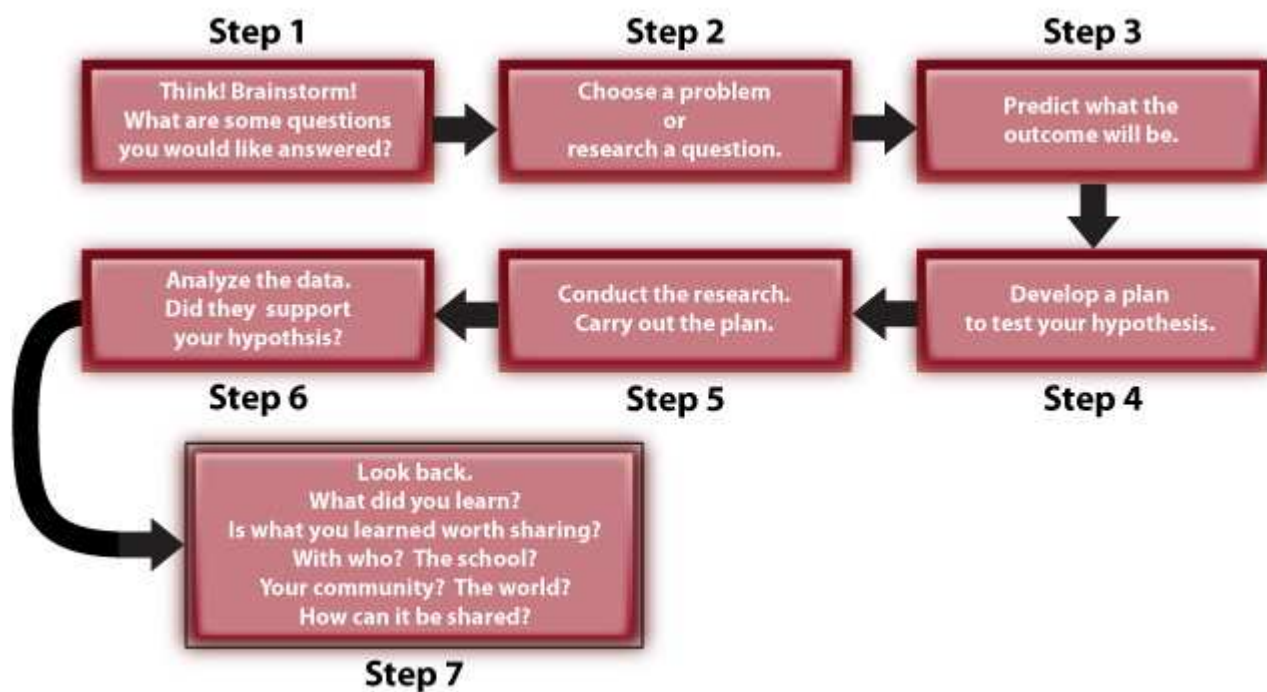 Step 1
Think! Brainstorm!
What are some questions
you would like answered?
Step 2
Choose a problem
or
research a question.
Step 3
Predict what the
outcome will be.
Develop a plan
to test your hypothesis.
Step 4
Conduct the research.
Carry out the plan.
Step 5
Analyze the data.
Did they support
your hypothsis?
Step 6
Look back.
What did you learn?
Is what you learned worth sharing?
With who? The school?
Your community? The world?
How can it be shared?
Step 7